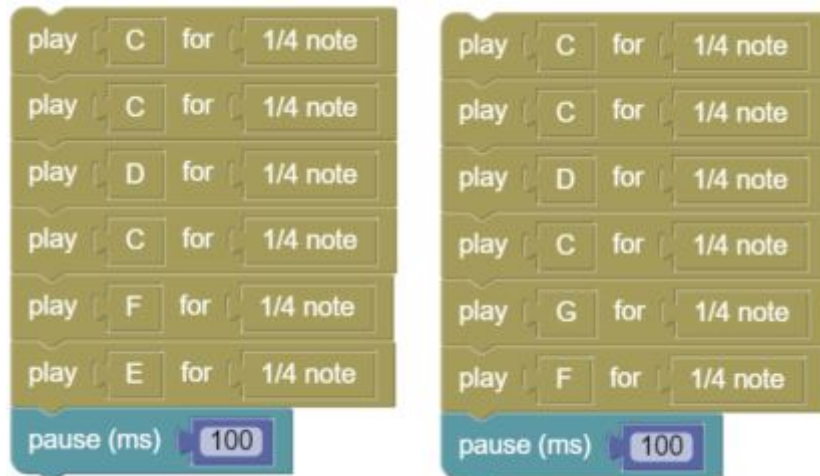 play C for 1/4 note
play C for 1/4 note
play D for 1/4 note
play C for 1/4 note
play F for 1/4 note
play E for 1/4 note
pause (ms) 100
play C for 1/4 note
play C for 1/4 note
play D for 1/4 note
play C for 1/4 note
play G for 1/4 note
play F for 1/4 note
pause (ms) 100